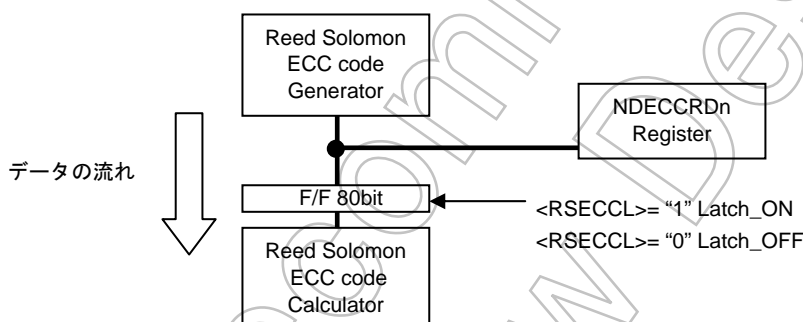 Reed Solomon
ECC code
Generator
NDECCRDn
Register
データの流れ
F/F 80bit
<RSECCL>= “1” Latch_ON
<RSECCL>= “0” Latch_OFF
Reed Solomon
ECC code
Calculator